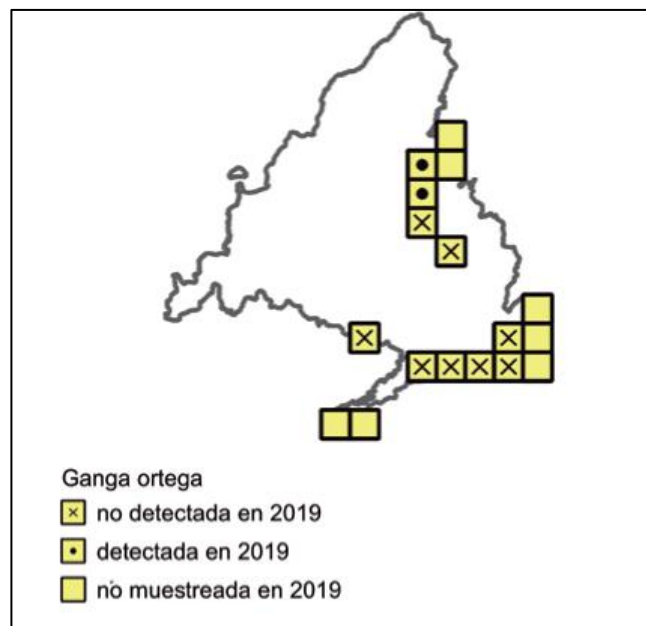 Ganga ortega
no detectada en 2019
detectada en 2019
no muestreada en 2019